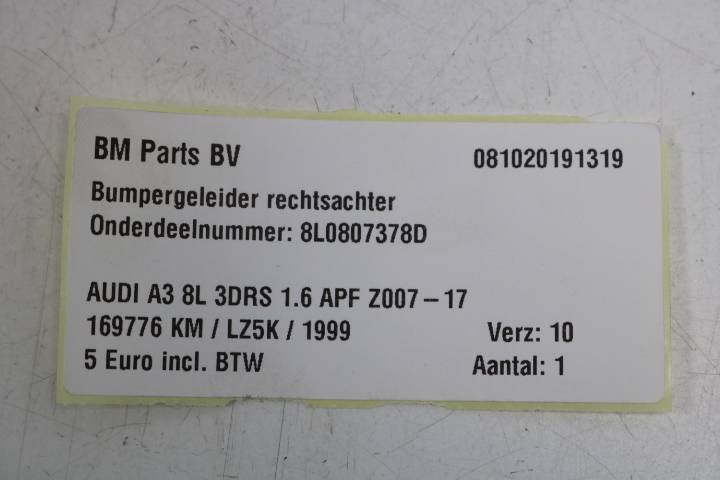 BM Parts BV 081020191319
Bumpergeleider rechtsachter
Onderdeelnummer: 8L0807378D
AUDI A3 8L 3DRS 1.6 APF Z007 – 17
169776 KM / LZ5K / 1999 Verz: 10
5 Euro incl. BTW Aantal: 1